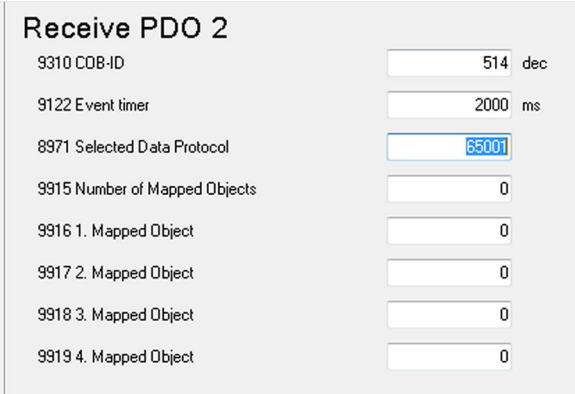 Receive PDO 2
9310 COB-ID 514 dec
9122 Event timer 2000 ms
8971 Selected Data Protocol 65001
9915 Number of Mapped Objects 0
9916 1. Mapped Object 0
9917 2. Mapped Object 0
9918 3. Mapped Object 0
9919 4. Mapped Object 0